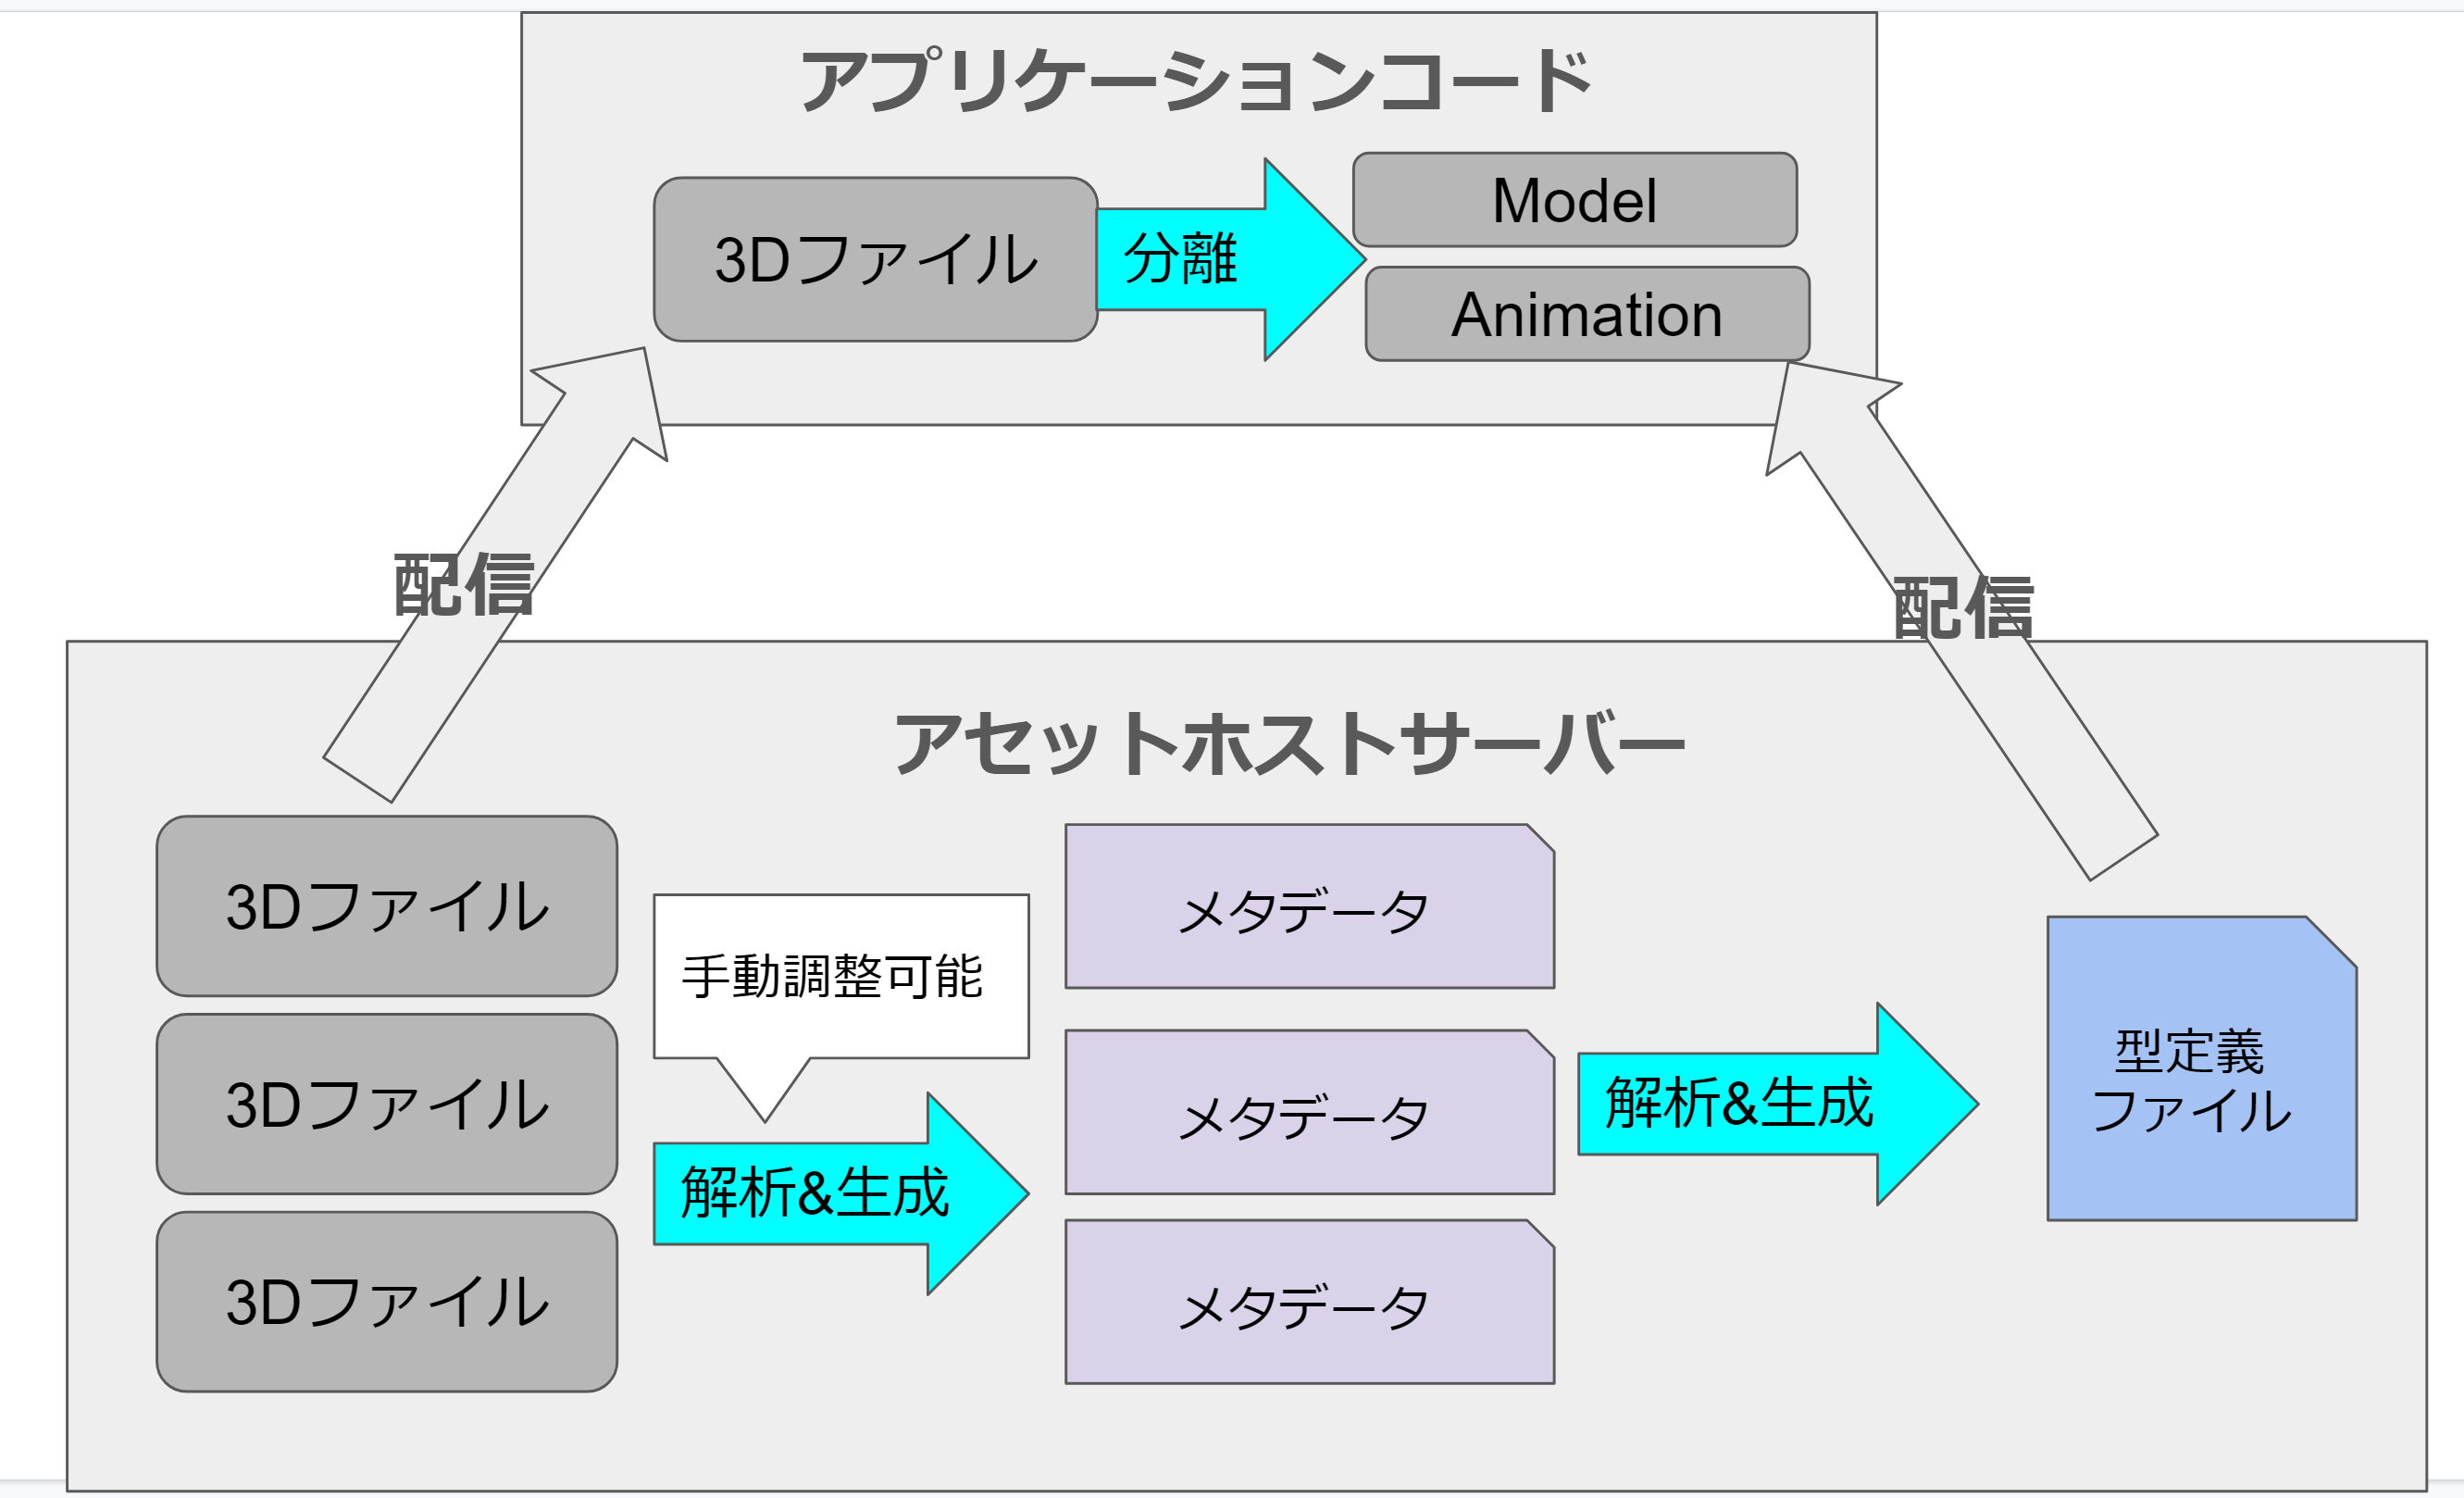 アプリケーションコード
3Dファイル
分離
Model
Animation
配信
配信
アセットホストサーバー
3Dファイル
3Dファイル
3Dファイル
手動調整可能
解析&生成
メタデータ
メタデータ
メタデータ
解析&生成
型定義
ファイル